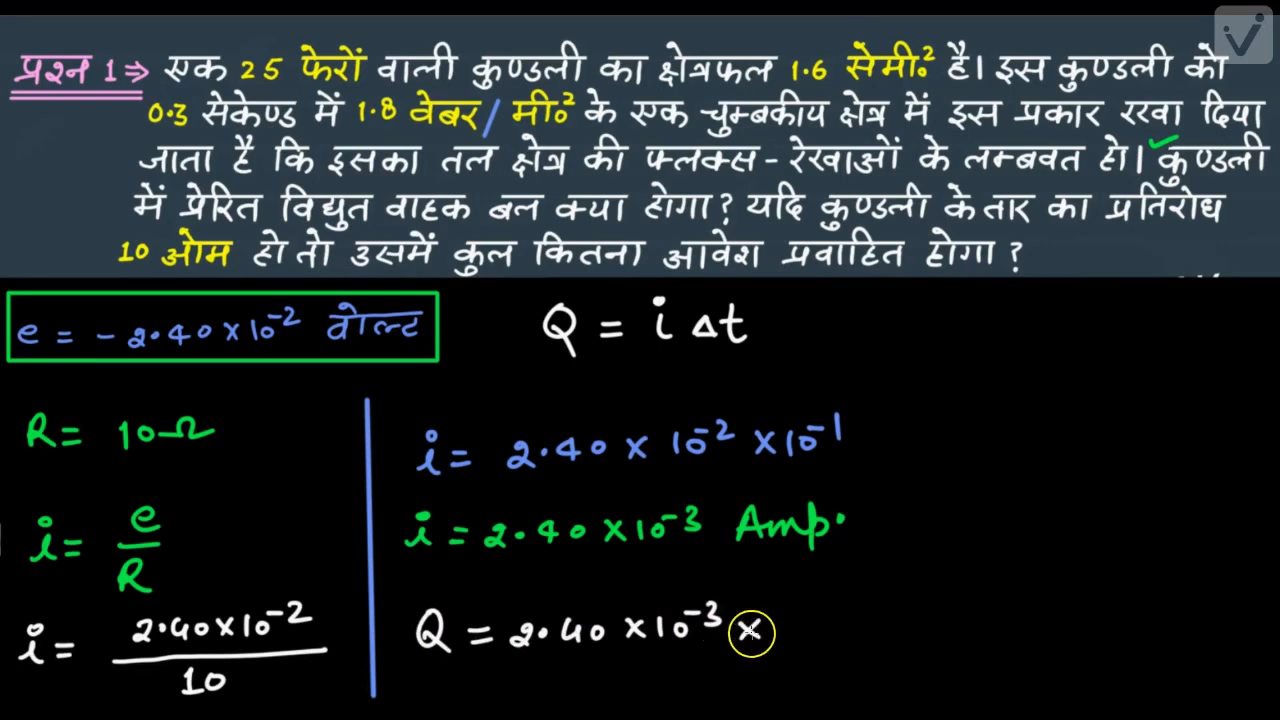 प्रश्न 1⇒ एक 25 फेरों वाली कुण्डली का क्षेत्रफल 1.6 सेमी०² है। इस कुण्डली को
0.3 सेकेण्ड में 1.8 वेबर/मी०² के एक चुम्बकीय क्षेत्र में इस प्रकार रखा दिया
जाता है कि इसका तल क्षेत्र की फ्लक्स-रेखाओं के लम्बवत हो। कुण्डली
में प्रेरित विद्युत वाहक बल क्या होगा? यदि कुण्डली के तार का प्रतिरोध
10 ओम हो तो उसमें कुल कितना आवेश प्रवाहित होगा?
e = - 2.40 × 10⁻² वोल्ट
Q = i Δt
R = 10 Ω
i = e/R
i = 2.40 × 10⁻² / 10
i = 2.40 × 10⁻² × 10⁻¹
i = 2.40 × 10⁻³ Amp.
Q = 2.40 × 10⁻³ ×